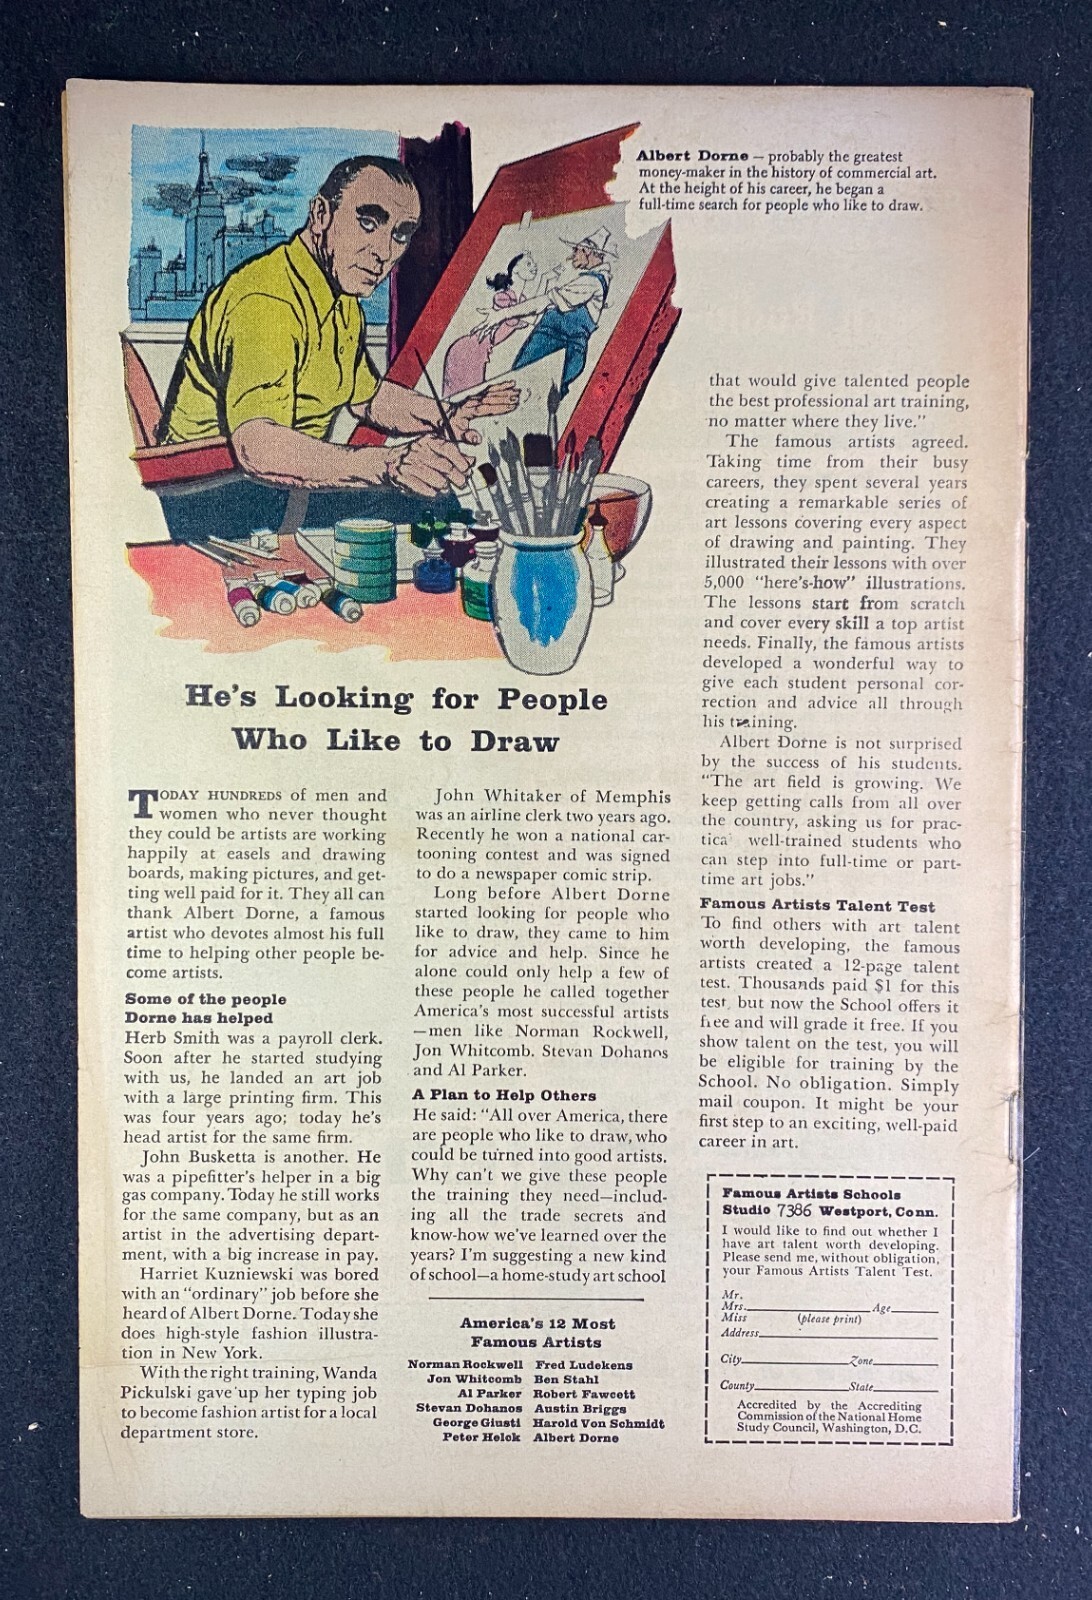 Albert Dorne — probably the greatest
money-maker in the history of commercial art.
At the height of his career, he began a
full-time search for people who like to draw.
He's Looking for People
Who Like to Draw
TODAY HUNDREDS of men and
women who never thought
they could be artists are working
happily at easels and drawing
boards, making pictures, and get-
ting well paid for it. They all can
thank Albert Dorne, a famous
artist who devotes almost his full
time to helping other people be-
come artists.
Some of the people
Dorne has helped
Herb Smith was a payroll clerk.
Soon after he started studying
with us, he landed an art job
with a large printing firm. This
was four years ago; today he's
head artist for the same firm.
John Busketta is another. He
was a pipefitter's helper in a big
gas company. Today he still works
for the same company, but as an
artist in the advertising depart-
ment, with a big increase in pay.
Harriet Kuzniewski was bored
with an "ordinary" job before she
heard of Albert Dorne. Today she
does high-style fashion illustra-
tion in New York.
With the right training, Wanda
Pickulski gave up her typing job
to become fashion artist for a local
department store.
John Whitaker of Memphis
was an airline clerk two years ago.
Recently he won a national car-
tooning contest and was signed
to do a newspaper comic strip.
Long before Albert Dorne
started looking for people who
like to draw, they came to him
for advice and help. Since he
alone could only help a few of
these people he called together
America's most successful artists
—men like Norman Rockwell,
Jon Whitcomb. Stevan Dohanos
and Al Parker.
A Plan to Help Others
He said: "All over America, there
are people who like to draw, who
could be turned into good artists.
Why can't we give these people
the training they need—includ-
ing all the trade secrets and
know-how we've learned over the
years? I'm suggesting a new kind
of school—a home-study art school
America's 12 Most
Famous Artists
Norman Rockwell Fred Ludekens
Jon Whitcomb Ben Stahl
Al Parker Robert Fawcett
Stevan Dohanos Austin Briggs
George Giusti Harold Von Schmidt
Peter Helck Albert Dorne
that would give talented people
the best professional art training,
no matter where they live."
The famous artists agreed.
Taking time from their busy
careers, they spent several years
creating a remarkable series of
art lessons covering every aspect
of drawing and painting. They
illustrated their lessons with over
5,000 "here's-how" illustrations.
The lessons start from scratch
and cover every skill a top artist
needs. Finally, the famous artists
developed a wonderful way to
give each student personal cor-
rection and advice all through
his training.
Albert Dorne is not surprised
by the success of his students.
"The art field is growing. We
keep getting calls from all over
the country, asking us for prac-
tical well-trained students who
can step into full-time or part-
time art jobs."
Famous Artists Talent Test
To find others with art talent
worth developing, the famous
artists created a 12-page talent
test. Thousands paid $1 for this
test, but now the School offers it
free and will grade it free. If you
show talent on the test, you will
be eligible for training by the
School. No obligation. Simply
mail coupon. It might be your
first step to an exciting, well-paid
career in art.
Famous Artists Schools
Studio 7386 Westport, Conn.
I would like to find out whether I
have art talent worth developing.
Please send me, without obligation,
your Famous Artists Talent Test.
Mr.
Mrs. Age
Miss (please print)
Address
City Zone
County State
Accredited by the Accrediting
Commission of the National Home
Study Council, Washington, D.C.